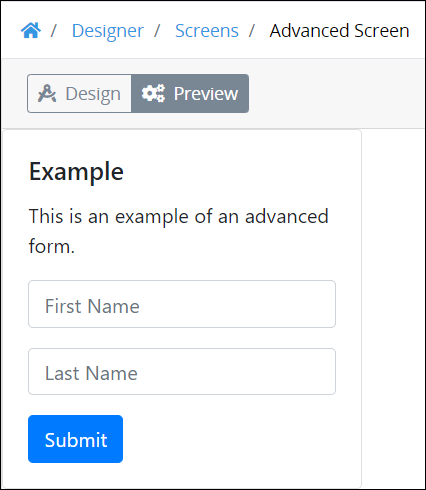 / Designer / Screens / Advanced Screen
Design Preview
Example
This is an example of an advanced
form.
First Name
Last Name
Submit